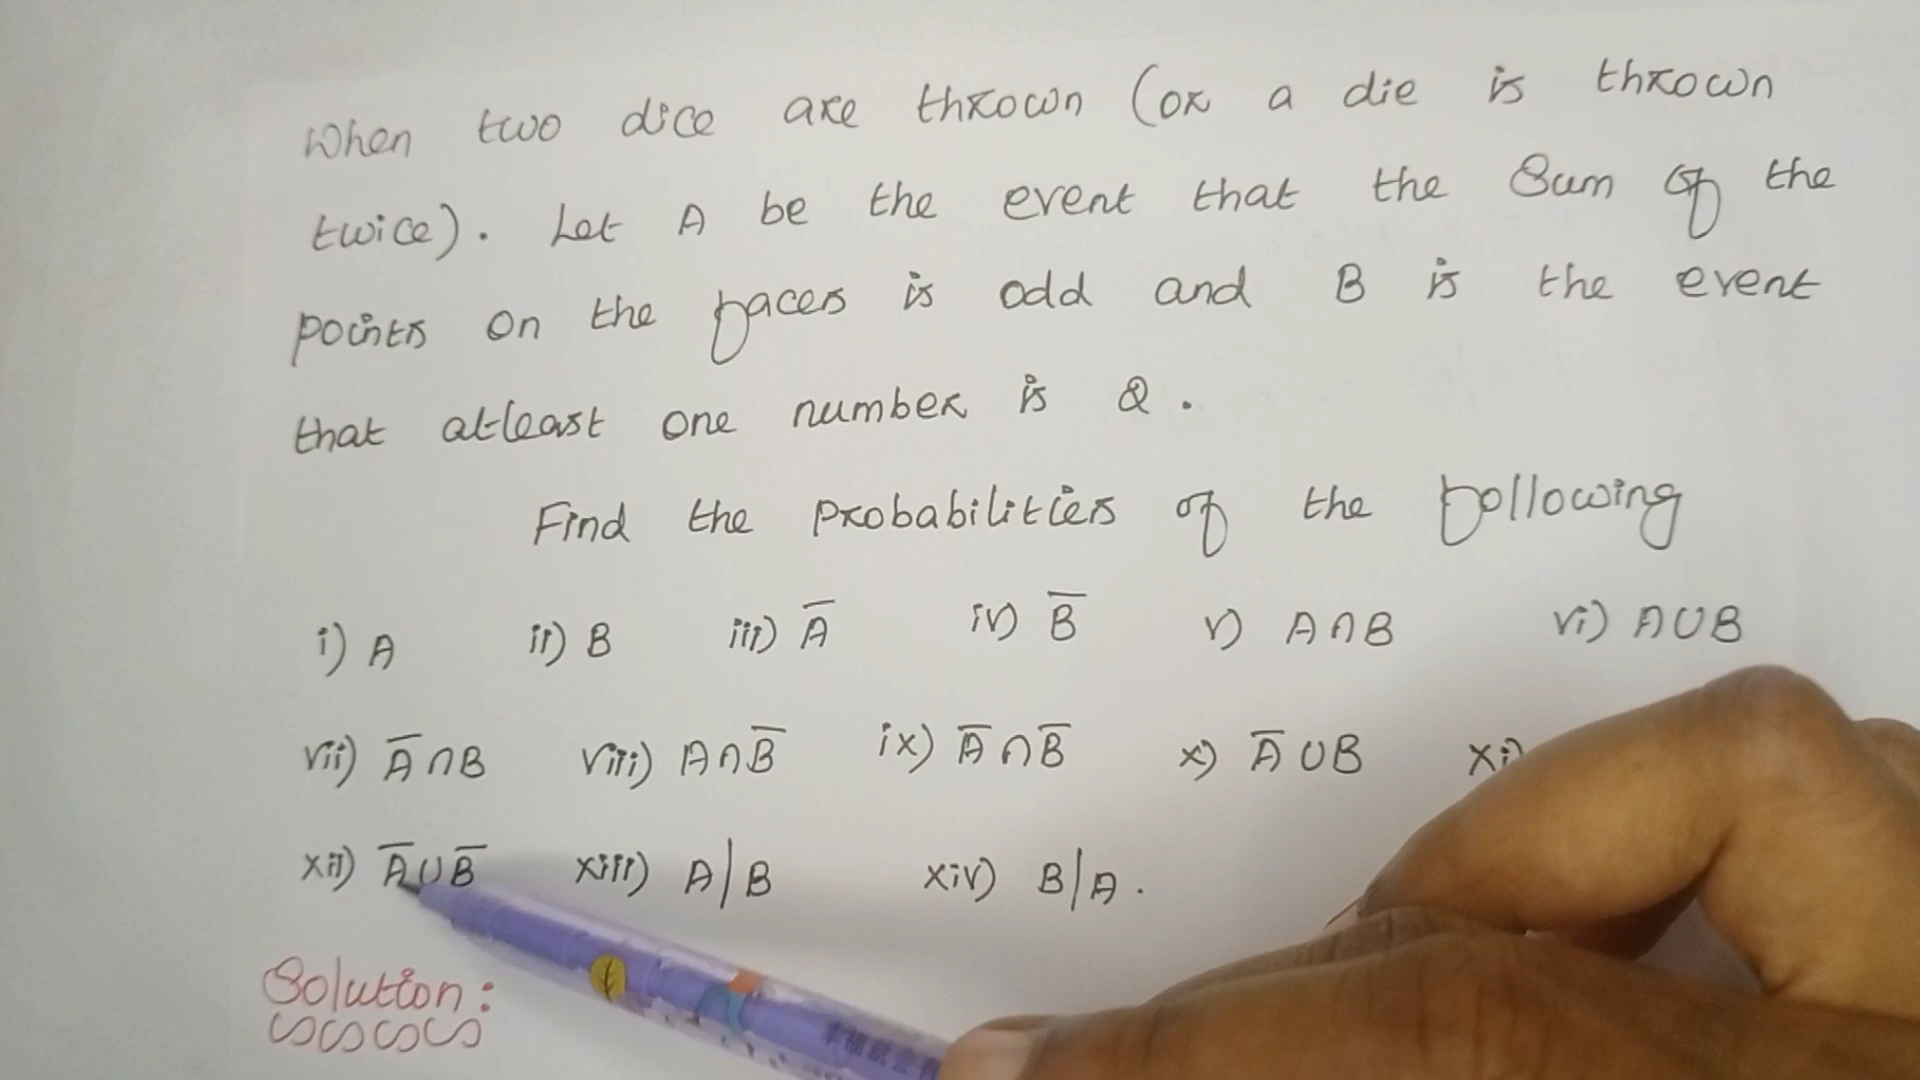 When two dice are thrown (or a die is thrown
twice). Let A be the event that the Sum of the
points on the faces is odd and B is the event
that atleast one number is 2.
Find the Probabilities of the following
i) A ii) B iii) A̅ iv) B̅ v) A∩B vi) A∪B
vii) A̅∩B viii) A∩B̅ ix) A̅∩B̅ x) A̅∪B xi)
xii) A̅∪B̅ xiii) A|B xiv) B|A.
Solution: